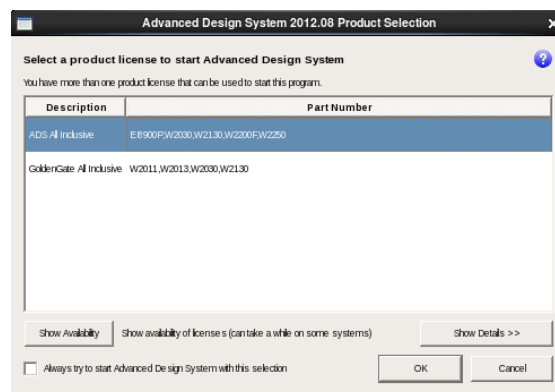 Advanced Design System 2012.08 Product Selection
Select a product license to start Advanced Design System
You have more than one product license that can be used to start this program.
Description Part Number
ADS All Inclusive E8900P,W2030,W2130,W2200F,W2250
GoldenGate All Inclusive W2011,W2013,W2030,W2130
Show Availability Show availability of licenses (can take a while on some systems) Show Details >>
Always try to start Advanced Design System with this selection OK Cancel